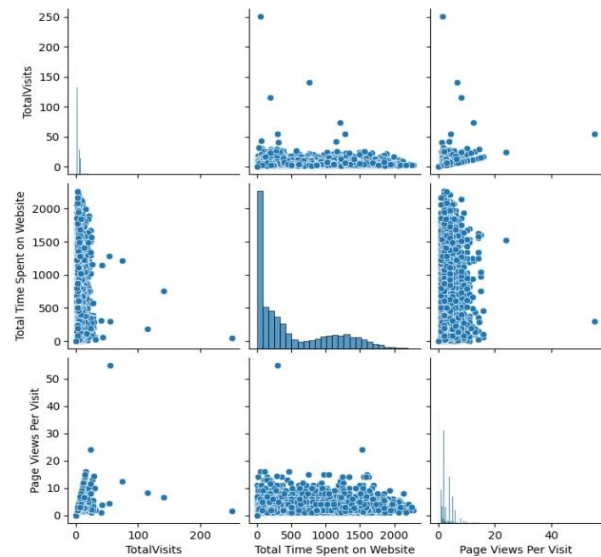 250
200
150
100
50
0
TotalVisits
2000
1500
1000
500
0
Total Time Spent on Website
50
40
30
20
10
0
Page Views Per Visit
0 100 200
TotalVisits
0 500 1000 1500 2000
Total Time Spent on Website
0 20 40
Page Views Per Visit